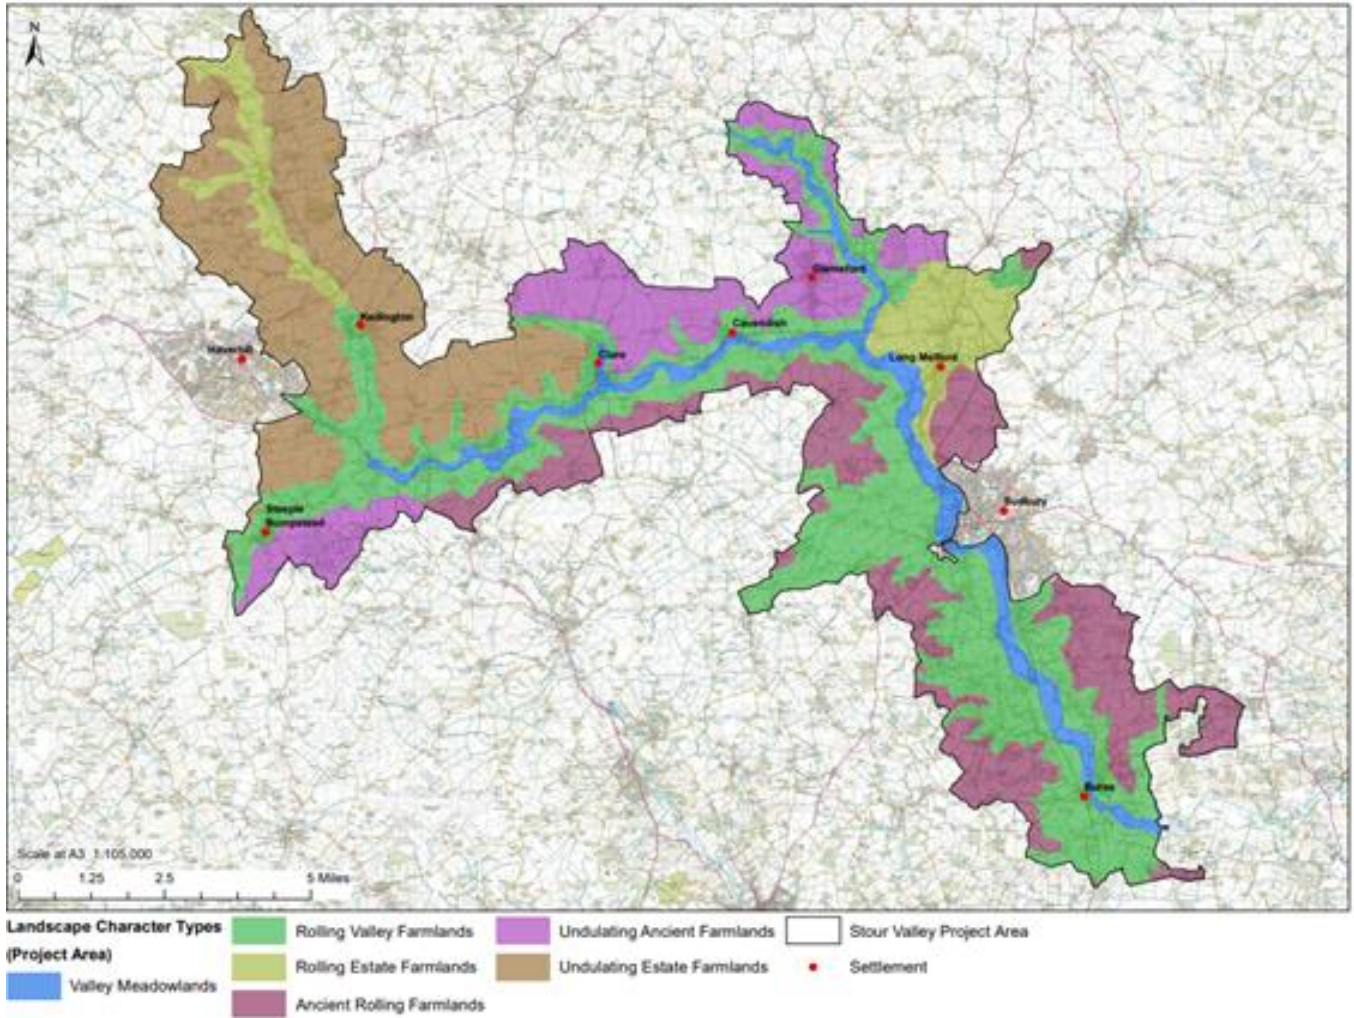 N
Glemsford
Kedington
Cavendish
Haverhill
Clare
Long Melford
Sudbury
Steeple
Bumpstead
Bures
Scale at A3 1:105,000
0 1.25 2.5 5 Miles
Landscape Character Types
(Project Area)
Valley Meadowlands
Rolling Valley Farmlands
Rolling Estate Farmlands
Ancient Rolling Farmlands
Undulating Ancient Farmlands
Undulating Estate Farmlands
Stour Valley Project Area
Settlement